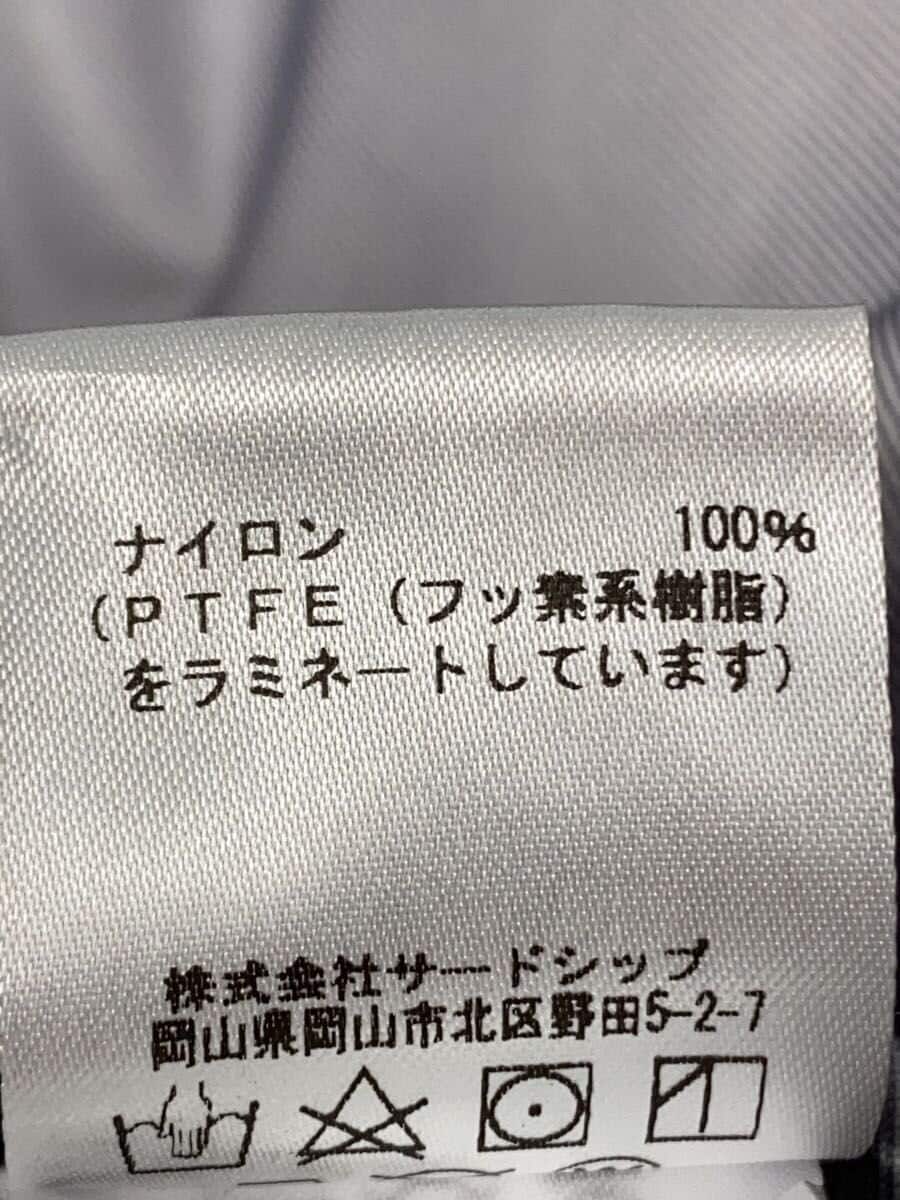 ナイロン 100%
(PTFE(フッ素系樹脂)
をラミネートしています)
株式会社サードシップ
岡山県岡山市北区野田5-2-7